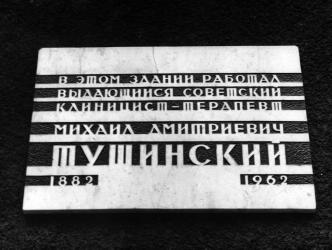 В ЭТОМ ЗДАНИИ РАБОТАЛ
ВЫДАЮЩИЙСЯ СОВЕТСКИЙ
КЛИНИЦИСТ-ТЕРАПЕВТ
МИХАИЛ ДМИТРИЕВИЧ
ТУШИНСКИЙ
1882 1962